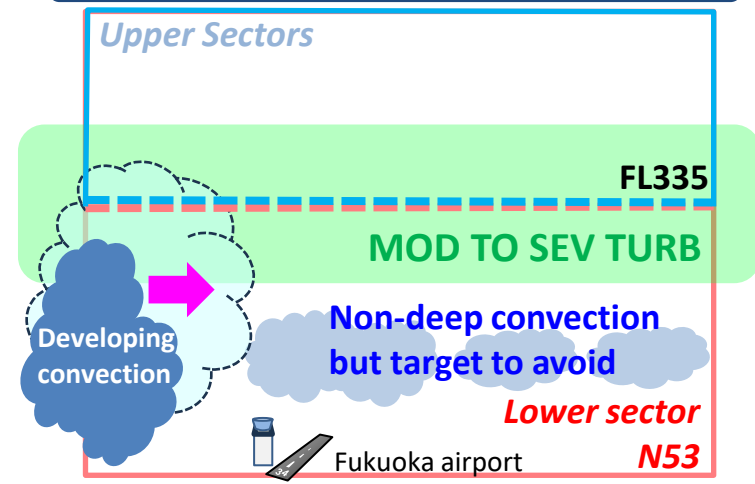 Upper Sectors
FL335
MOD TO SEV TURB
Non-deep convection
but target to avoid
Developing
convection
Lower sector
N53
34
Fukuoka airport